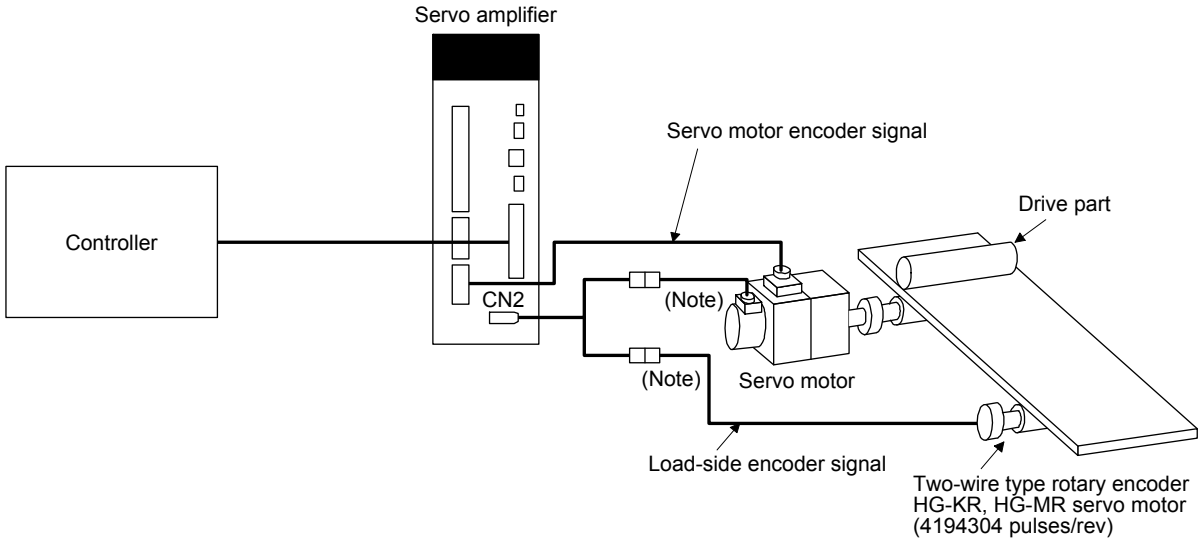 Servo amplifier
Servo motor encoder signal
Drive part
Controller
CN2
(Note)
(Note)
Servo motor
Load-side encoder signal
Two-wire type rotary encoder
HG-KR, HG-MR servo motor
(4194304 pulses/rev)